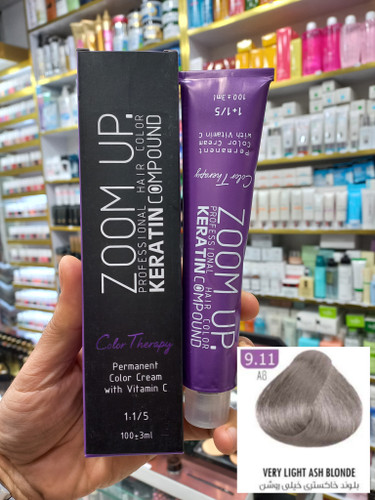 ZOOM UP.
PROFESSIONAL HAIR COLOR
KERATIN COMPOUND
Color Therapy
Permanent
Color Cream
with Vitamin C
1.1/5
100±3ml
ZOOM UP.
PROFESSIONAL HAIR COLOR
KERATIN COMPOUND
Color Therapy
Permanent
Color Cream
with Vitamin C
1+1/5
100±3ml
9.11
A8
VERY LIGHT ASH BLONDE
بلوند خاکستری خیلی روشن